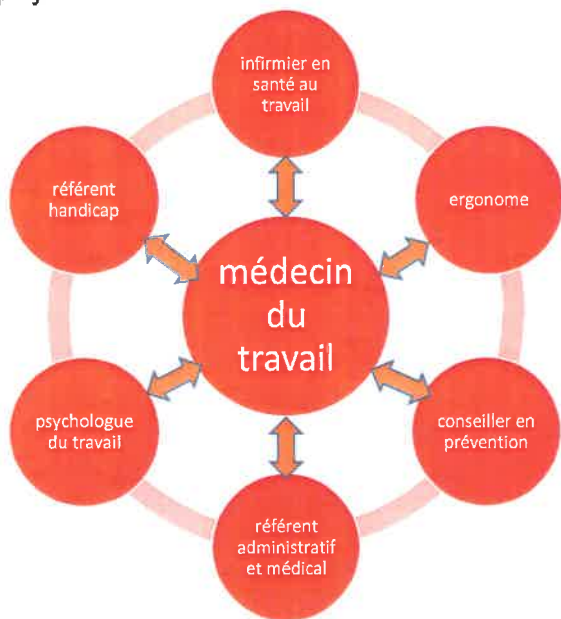 infirmier en
santé au
travail
référent
handicap
ergonome
médecin
du
travail
psychologue
du travail
conseiller en
prévention
référent
administratif
et médical